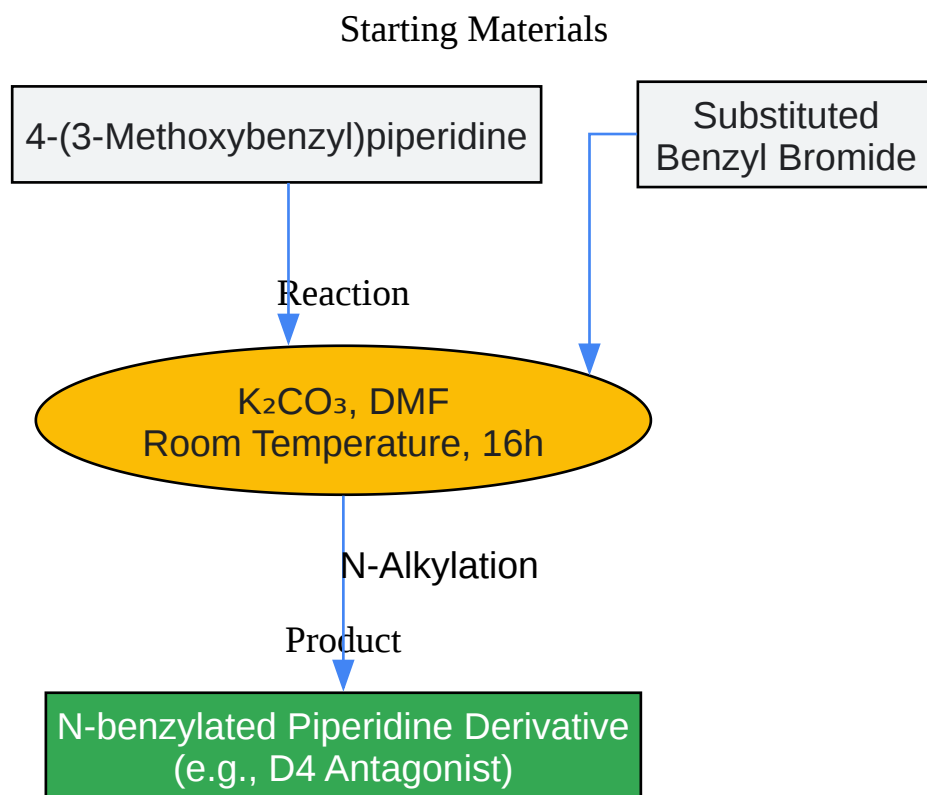 Starting Materials
4-(3-Methoxybenzyl)piperidine
Substituted
Benzyl Bromide
Reaction
K₂CO₃, DMF
Room Temperature, 16h
N-Alkylation
Product
N-benzylated Piperidine Derivative
(e.g., D4 Antagonist)